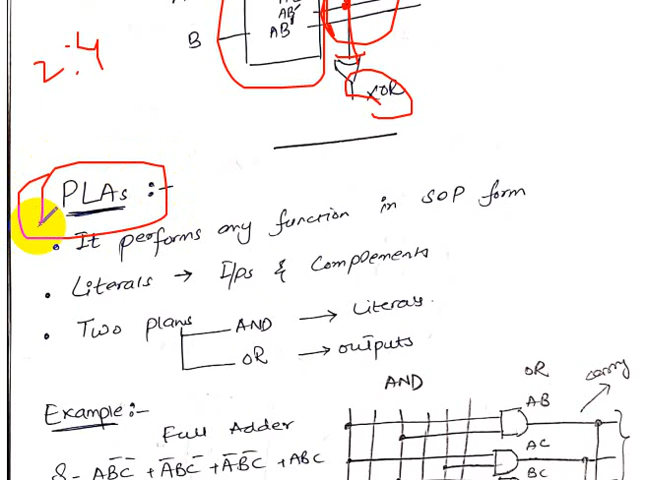 AB'
B
AB
2:4
XOR
PLAs :-
• It performs any function in SOP form
• Literals → I/ps & Complements
• Two plans
AND → Literals.
OR → outputs
AND OR carry
AB
Example :-
Full Adder
AC
S = AB̅C̅ + A̅BC̅ + A̅B̅C + ABC
BC